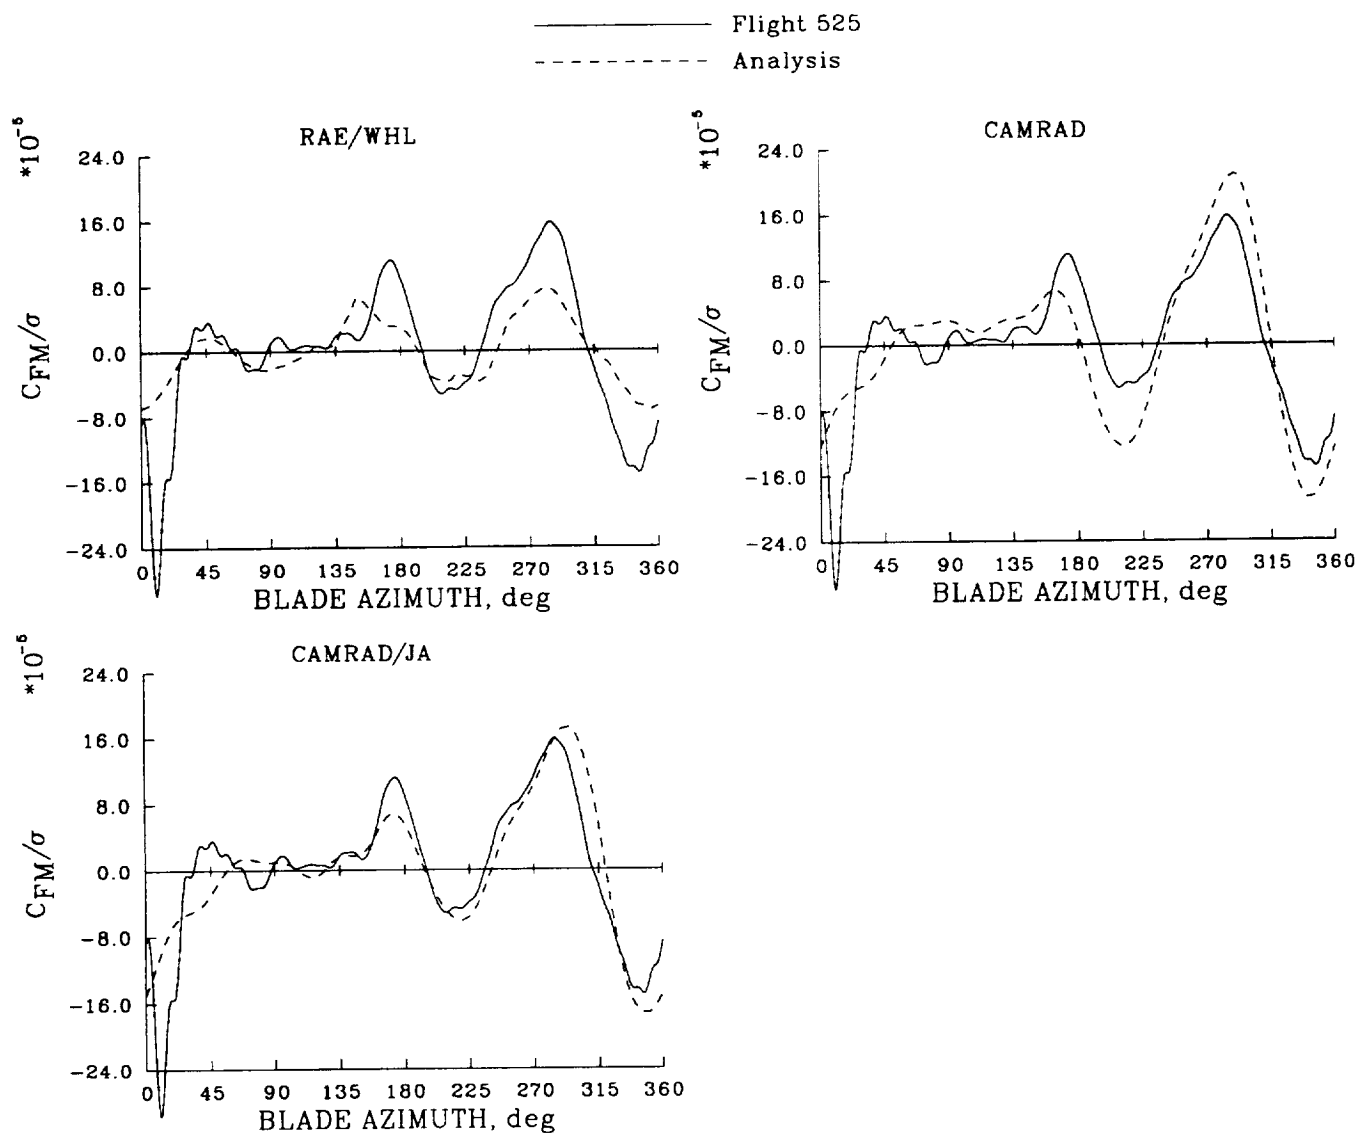 Flight 525
Analysis
RAE/WHL
*10⁻⁵
24.0
16.0
8.0
0.0
-8.0
-16.0
-24.0
C_FM/σ
0 45 90 135 180 225 270 315 360
BLADE AZIMUTH, deg
CAMRAD
*10⁻⁵
24.0
16.0
8.0
0.0
-8.0
-16.0
-24.0
C_FM/σ
0 45 90 135 180 225 270 315 360
BLADE AZIMUTH, deg
CAMRAD/JA
*10⁻⁵
24.0
16.0
8.0
0.0
-8.0
-16.0
-24.0
C_FM/σ
0 45 90 135 180 225 270 315 360
BLADE AZIMUTH, deg